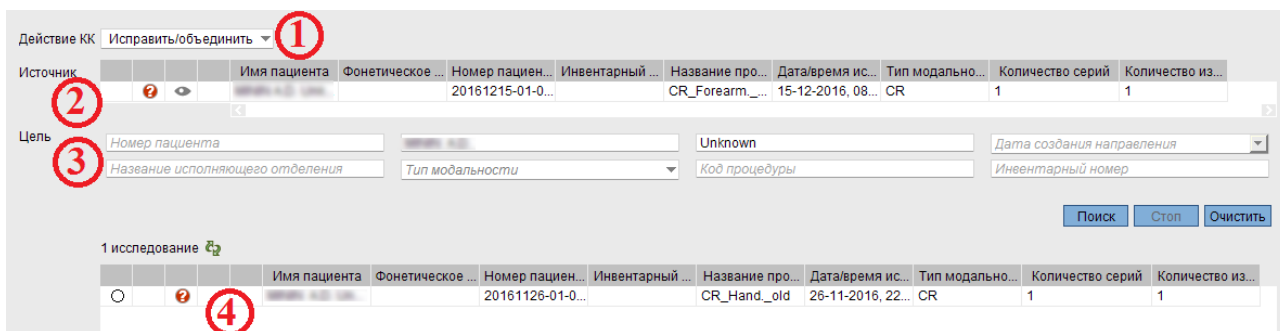 Действие КК Исправить/объединить 1
Источник Имя пациента Фонетическое ... Номер пациен... Инвентарный ... Название про... Дата/время ис... Тип модально... Количество серий Количество из...
2 20161215-01-0... CR_Forearm._... 15-12-2016, 08... CR 1 1
Цель Номер пациента Unknown Дата создания направления
3 Название исполняющего отделения Тип модальности Код процедуры Инвентарный номер
Поиск Стоп Очистить
1 исследование
Имя пациента Фонетическое ... Номер пациен... Инвентарный ... Название про... Дата/время ис... Тип модально... Количество серий Количество из...
4 20161126-01-0... CR_Hand._old 26-11-2016, 22... CR 1 1